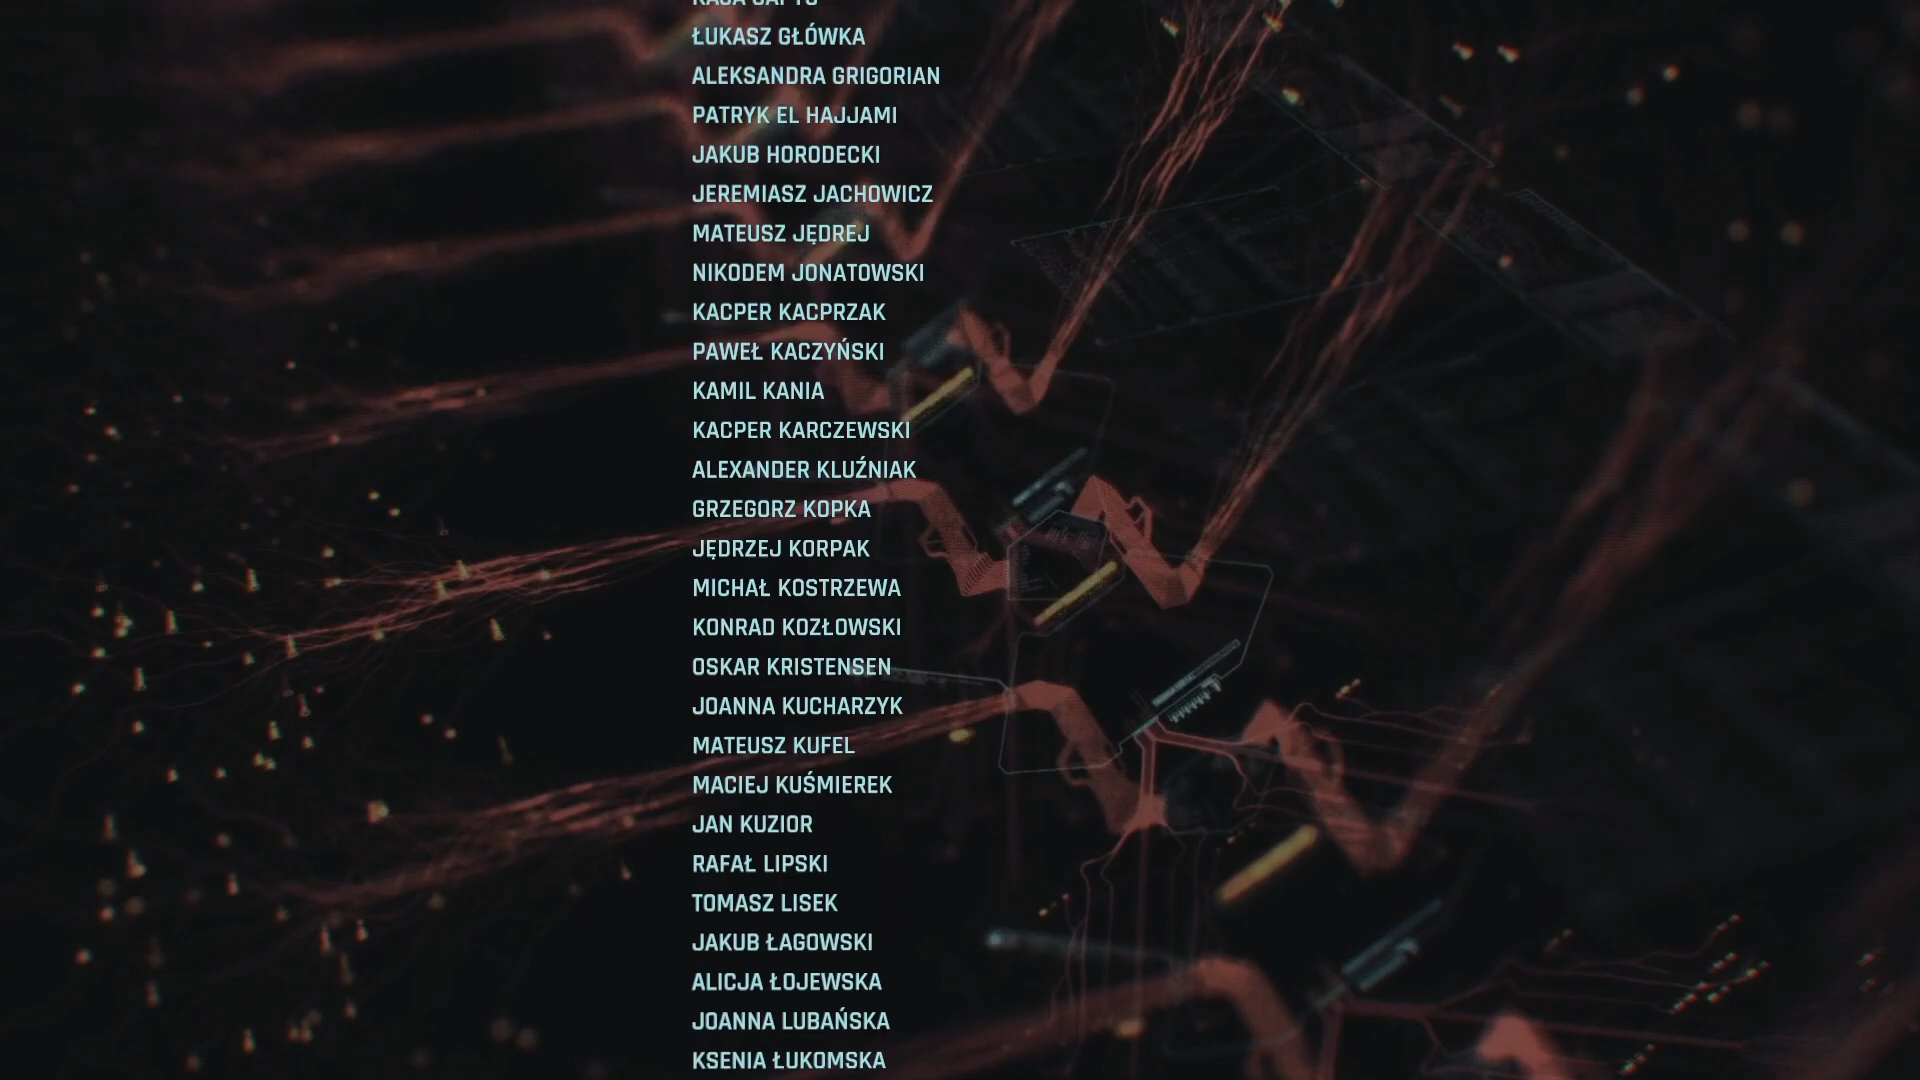 ŁUKASZ GŁÓWKA
ALEKSANDRA GRIGORIAN
PATRYK EL HAJJAMI
JAKUB HORODECKI
JEREMIASZ JACHOWICZ
MATEUSZ JĘDREJ
NIKODEM JONATOWSKI
KACPER KACPRZAK
PAWEŁ KACZYŃSKI
KAMIL KANIA
KACPER KARCZEWSKI
ALEXANDER KLUŹNIAK
GRZEGORZ KOPKA
JĘDRZEJ KORPAK
MICHAŁ KOSTRZEWA
KONRAD KOZŁOWSKI
OSKAR KRISTENSEN
JOANNA KUCHARZYK
MATEUSZ KUFEL
MACIEJ KUŚMIEREK
JAN KUZIOR
RAFAŁ LIPSKI
TOMASZ LISEK
JAKUB ŁAGOWSKI
ALICJA ŁOJEWSKA
JOANNA LUBAŃSKA
KSENIA ŁUKOMSKA